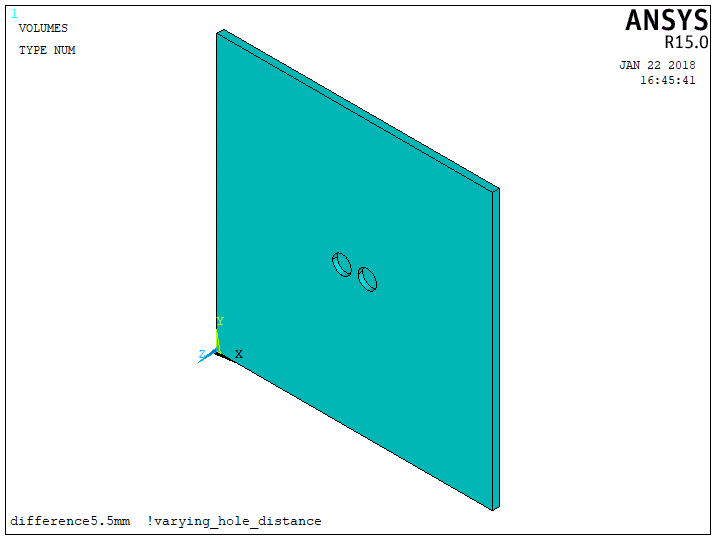 1
VOLUMES
TYPE NUM
ANSYS
R15.0
JAN 22 2018
16:45:41
Y
Z X
difference5.5mm !varying_hole_distance